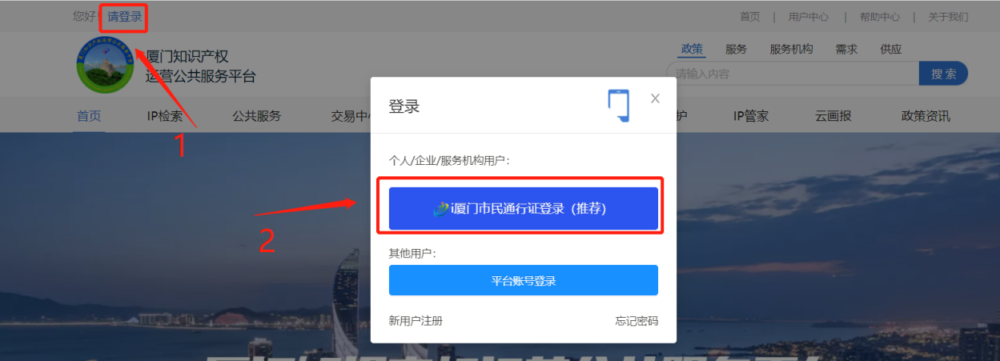 您好！请登录
首页 | 用户中心 | 帮助中心 | 关于我们
厦门知识产权
运营公共服务平台
政策 服务 服务机构 需求 供应
请输入内容
搜 索
首页 IP检索 公共服务 交易中 护 IP管家 云画报 政策资讯
1
登录
个人/企业/服务机构用户：
i厦门市民通行证登录（推荐）
2
其他用户：
平台账号登录
新用户注册 忘记密码